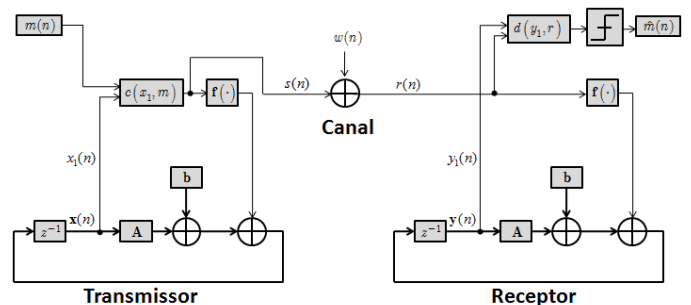 m(n)
w(n)
d(y₁,r)
m̂(n)
c(x₁,m)
f(·)
s(n)
r(n)
f(·)
Canal
x₁(n)
y₁(n)
b
b
z⁻¹
x(n)
A
z⁻¹
y(n)
A
Transmissor
Receptor